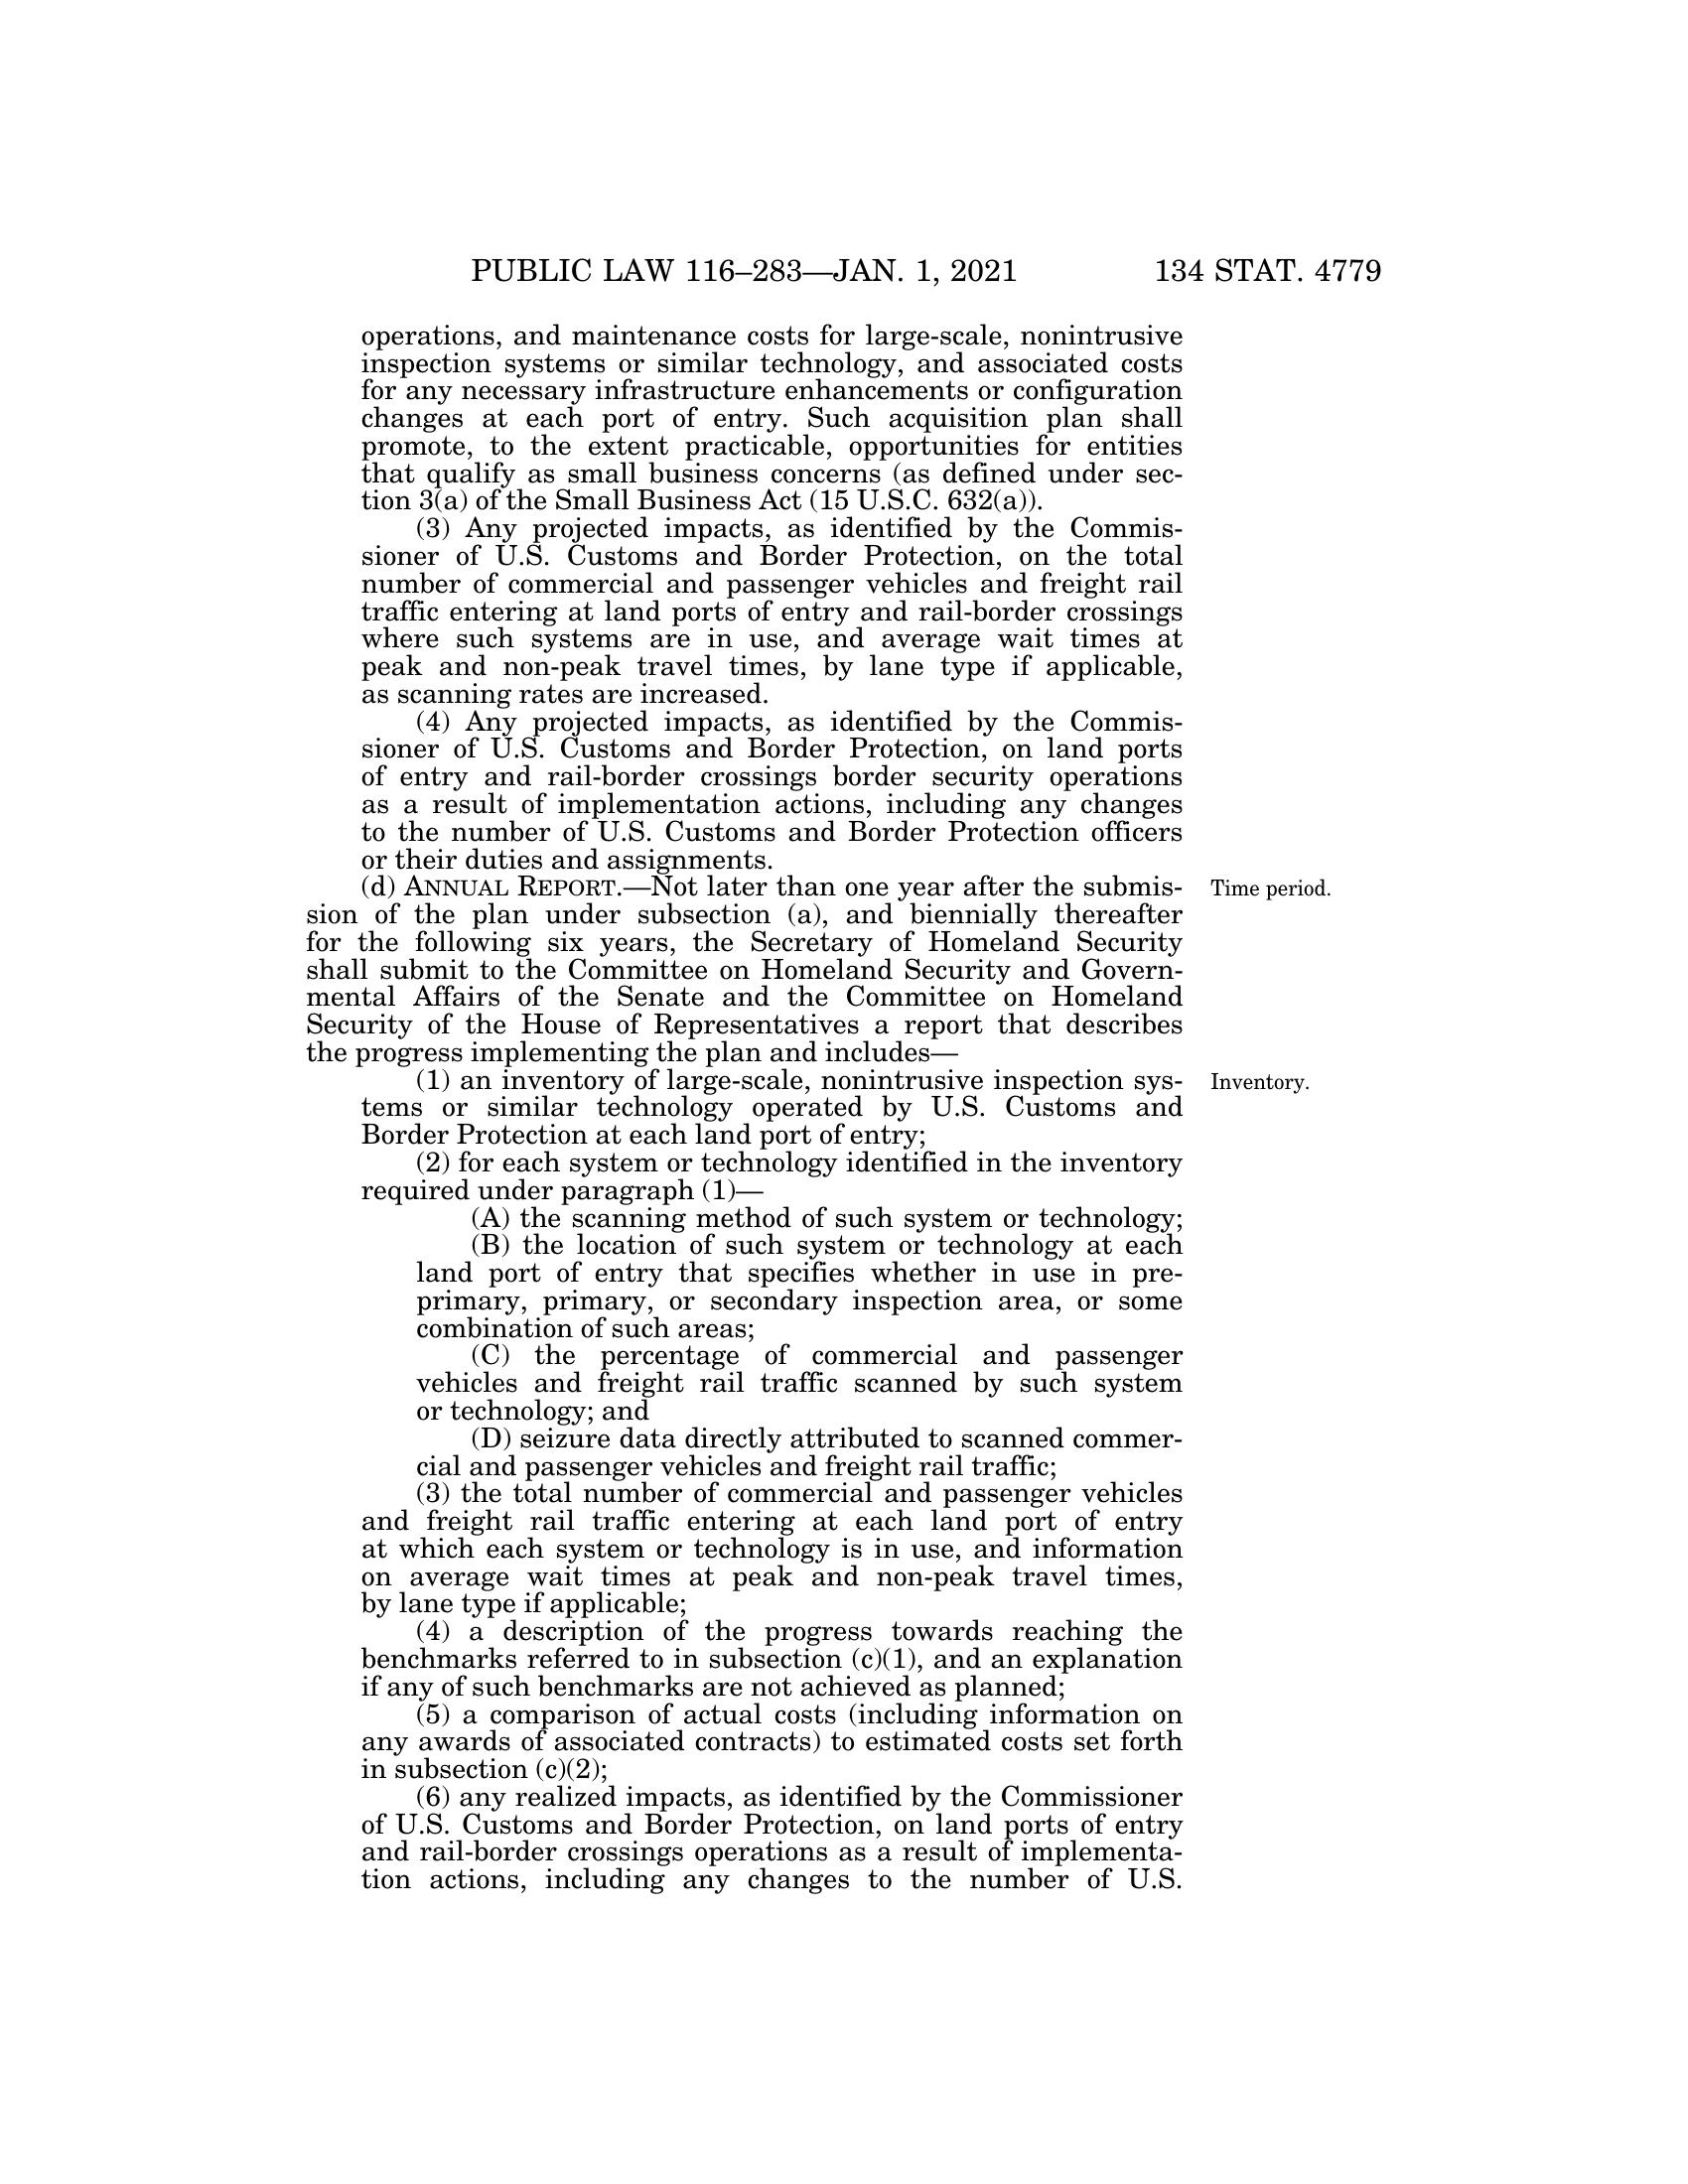 PUBLIC LAW 116–283—JAN. 1, 2021 134 STAT. 4779
operations, and maintenance costs for large-scale, nonintrusive
inspection systems or similar technology, and associated costs
for any necessary infrastructure enhancements or configuration
changes at each port of entry. Such acquisition plan shall
promote, to the extent practicable, opportunities for entities
that qualify as small business concerns (as defined under sec-
tion 3(a) of the Small Business Act (15 U.S.C. 632(a)).
(3) Any projected impacts, as identified by the Commis-
sioner of U.S. Customs and Border Protection, on the total
number of commercial and passenger vehicles and freight rail
traffic entering at land ports of entry and rail-border crossings
where such systems are in use, and average wait times at
peak and non-peak travel times, by lane type if applicable,
as scanning rates are increased.
(4) Any projected impacts, as identified by the Commis-
sioner of U.S. Customs and Border Protection, on land ports
of entry and rail-border crossings border security operations
as a result of implementation actions, including any changes
to the number of U.S. Customs and Border Protection officers
or their duties and assignments.
(d) ANNUAL REPORT.—Not later than one year after the submis-
sion of the plan under subsection (a), and biennially thereafter
for the following six years, the Secretary of Homeland Security
shall submit to the Committee on Homeland Security and Govern-
mental Affairs of the Senate and the Committee on Homeland
Security of the House of Representatives a report that describes
the progress implementing the plan and includes—
(1) an inventory of large-scale, nonintrusive inspection sys-
tems or similar technology operated by U.S. Customs and
Border Protection at each land port of entry;
(2) for each system or technology identified in the inventory
required under paragraph (1)—
(A) the scanning method of such system or technology;
(B) the location of such system or technology at each
land port of entry that specifies whether in use in pre-
primary, primary, or secondary inspection area, or some
combination of such areas;
(C) the percentage of commercial and passenger
vehicles and freight rail traffic scanned by such system
or technology; and
(D) seizure data directly attributed to scanned commer-
cial and passenger vehicles and freight rail traffic;
(3) the total number of commercial and passenger vehicles
and freight rail traffic entering at each land port of entry
at which each system or technology is in use, and information
on average wait times at peak and non-peak travel times,
by lane type if applicable;
(4) a description of the progress towards reaching the
benchmarks referred to in subsection (c)(1), and an explanation
if any of such benchmarks are not achieved as planned;
(5) a comparison of actual costs (including information on
any awards of associated contracts) to estimated costs set forth
in subsection (c)(2);
(6) any realized impacts, as identified by the Commissioner
of U.S. Customs and Border Protection, on land ports of entry
and rail-border crossings operations as a result of implementa-
tion actions, including any changes to the number of U.S.
Time period.
Inventory.